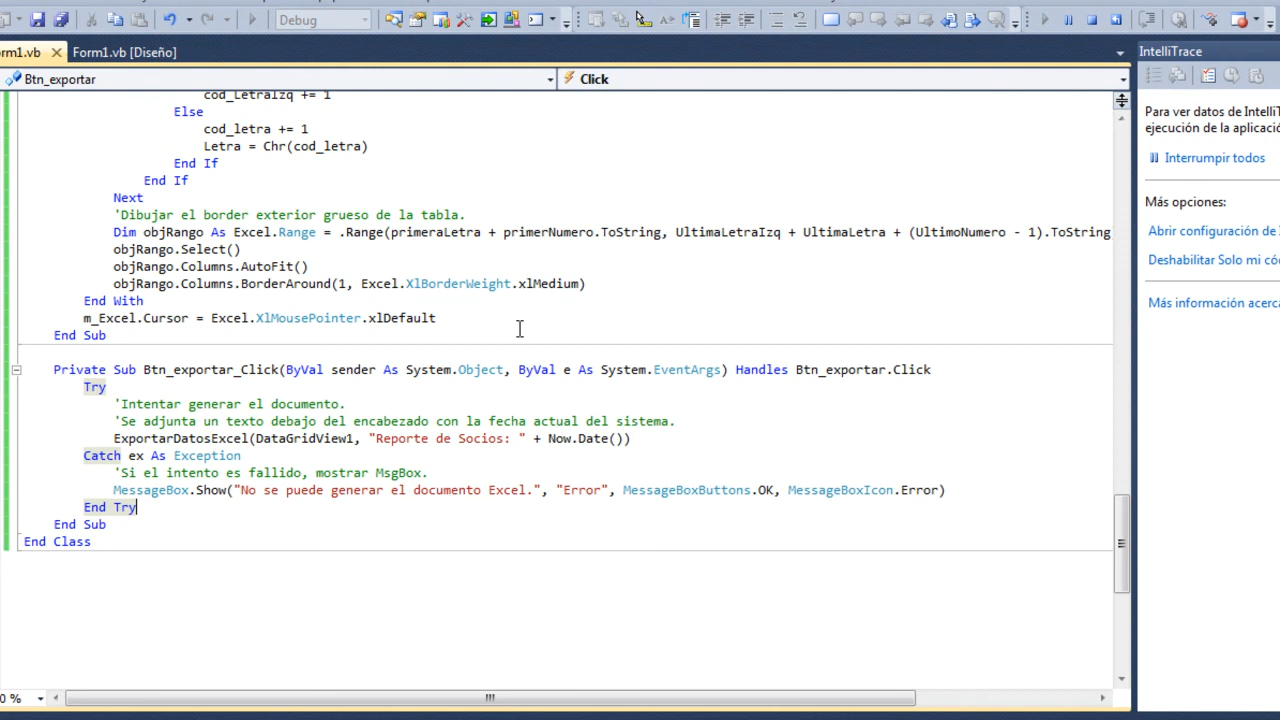 Debug
orm1.vb
Form1.vb [Diseño]
Btn_exportar
Click
cod_LetraIzq += 1
Else
cod_letra += 1
Letra = Chr(cod_letra)
End If
End If
Next
'Dibujar el border exterior grueso de la tabla.
Dim objRango As Excel.Range = .Range(primeraLetra + primerNumero.ToString, UltimaLetraIzq + UltimaLetra + (UltimoNumero - 1).ToString
objRango.Select()
objRango.Columns.AutoFit()
objRango.Columns.BorderAround(1, Excel.XlBorderWeight.xlMedium)
End With
m_Excel.Cursor = Excel.XlMousePointer.xlDefault
End Sub
Private Sub Btn_exportar_Click(ByVal sender As System.Object, ByVal e As System.EventArgs) Handles Btn_exportar.Click
Try
'Intentar generar el documento.
'Se adjunta un texto debajo del encabezado con la fecha actual del sistema.
ExportarDatosExcel(DataGridView1, "Reporte de Socios: " + Now.Date())
Catch ex As Exception
'Si el intento es fallido, mostrar MsgBox.
MessageBox.Show("No se puede generar el documento Excel.", "Error", MessageBoxButtons.OK, MessageBoxIcon.Error)
End Try
End Sub
End Class
0 %
IntelliTrace
Para ver datos de IntelliT
ejecución de la aplicació
Interrumpir todos
Más opciones:
Abrir configuración de I
Deshabilitar Solo mi có
Más información acerc